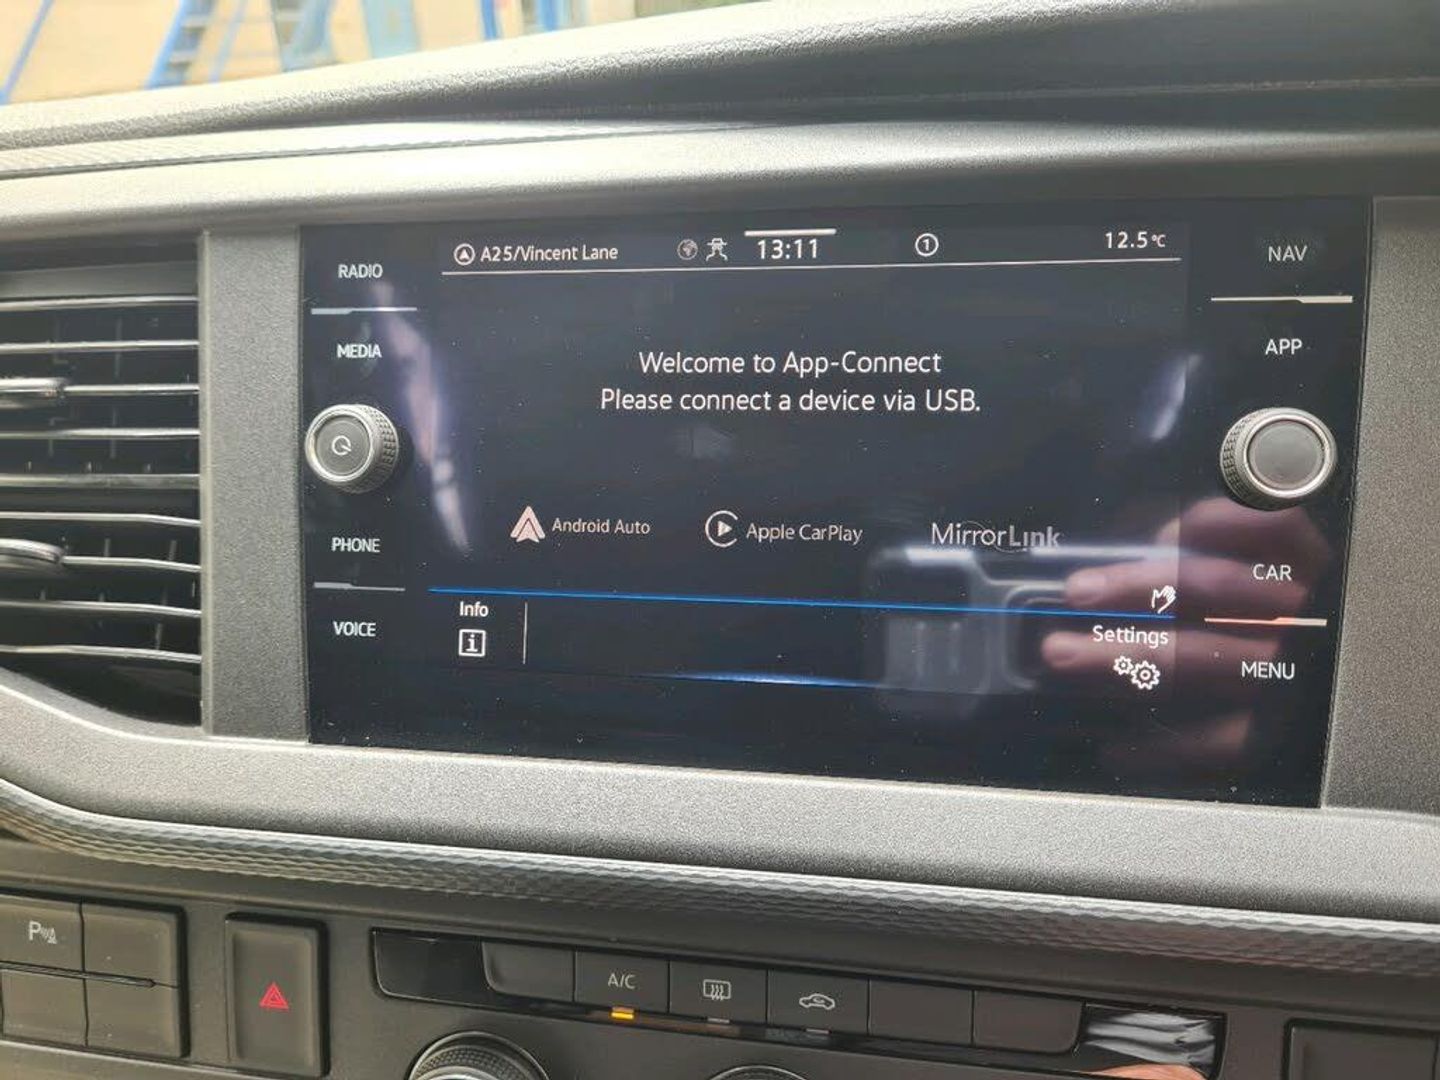 A25/Vincent Lane 13:11 1 12.5°C
RADIO
MEDIA
PHONE
VOICE
Welcome to App-Connect
Please connect a device via USB.
Android Auto Apple CarPlay MirrorLink
Info
i
Settings
NAV
APP
CAR
MENU
P
A/C